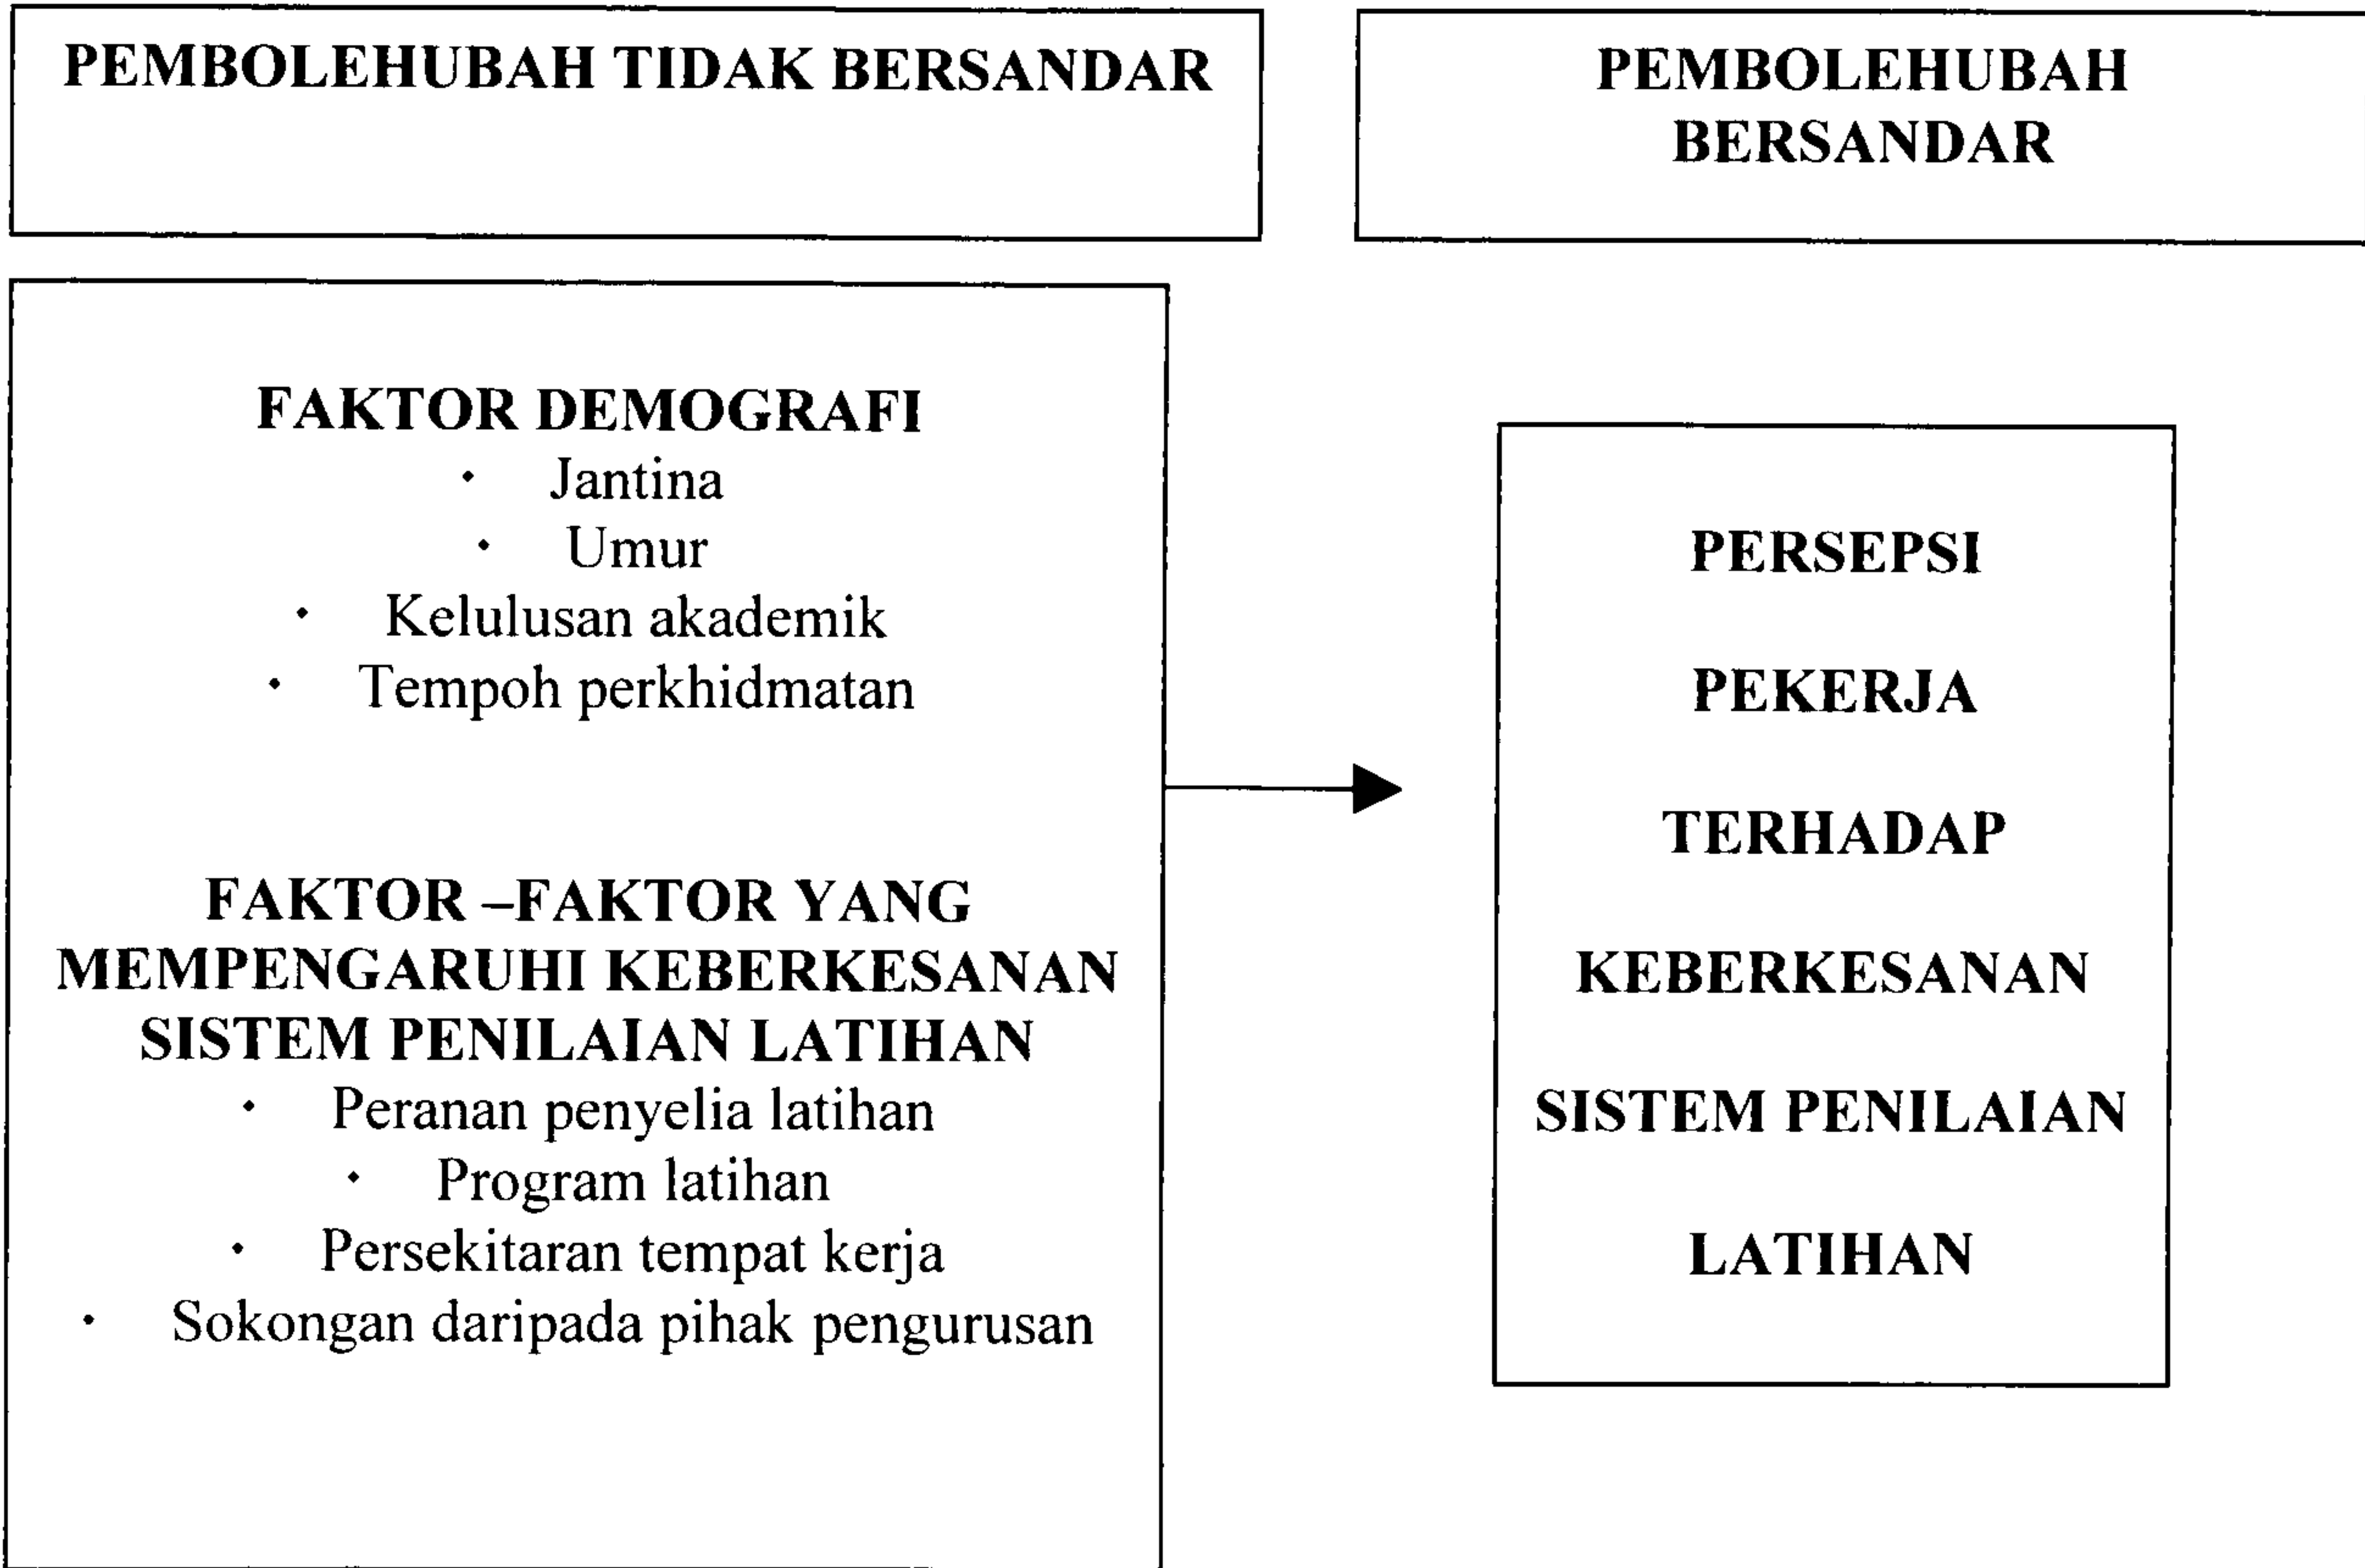 PEMBOLEHUBAH TIDAK BERSANDAR
PEMBOLEHUBAH
BERSANDAR
FAKTOR DEMOGRAFI
• Jantina
• Umur
• Kelulusan akademik
• Tempoh perkhidmatan
FAKTOR –FAKTOR YANG
MEMPENGARUHI KEBERKESANAN
SISTEM PENILAIAN LATIHAN
• Peranan penyelia latihan
• Program latihan
• Persekitaran tempat kerja
• Sokongan daripada pihak pengurusan
PERSEPSI
PEKERJA
TERHADAP
KEBERKESANAN
SISTEM PENILAIAN
LATIHAN